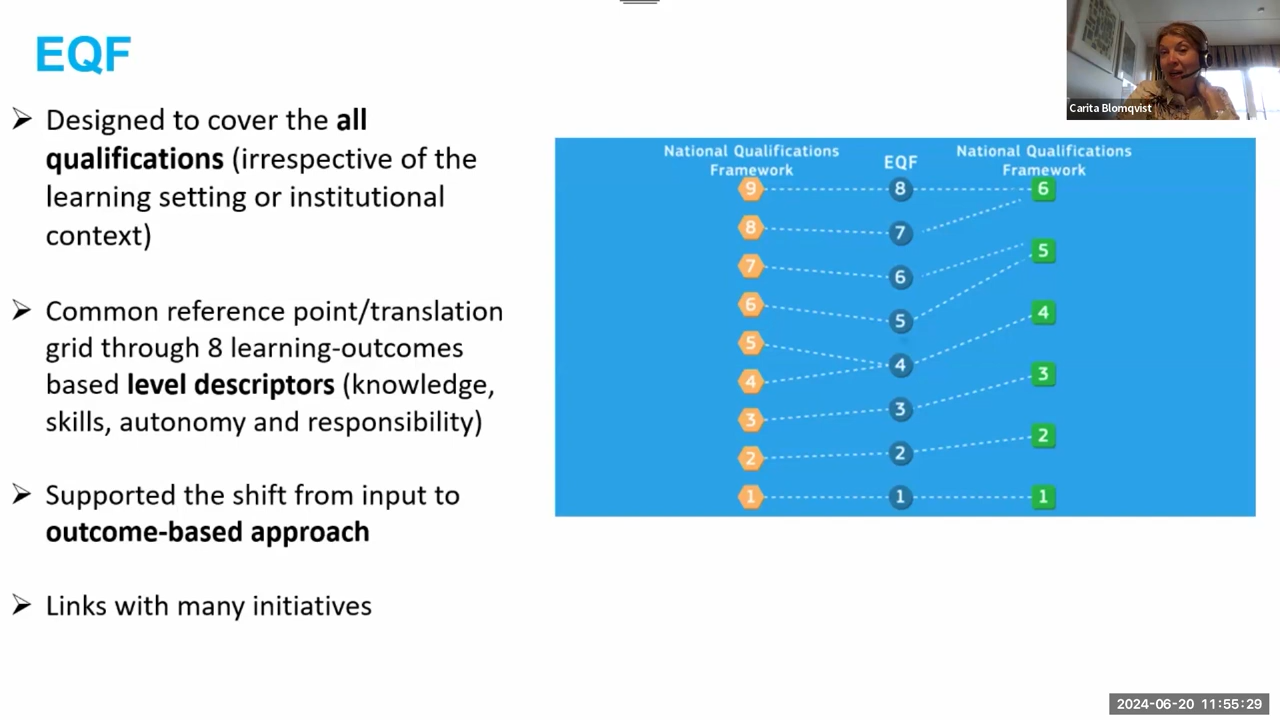 EQF
Carita Blomqvist
➢ Designed to cover the all
qualifications (irrespective of the
learning setting or institutional
context)
➢ Common reference point/translation
grid through 8 learning-outcomes
based level descriptors (knowledge,
skills, autonomy and responsibility)
➢ Supported the shift from input to
outcome-based approach
➢ Links with many initiatives
National Qualifications
Framework
EQF
National Qualifications
Framework
9 8 6
8 7
7 6 5
6 5
5 4
4 4
3 3 3
2 2 2
1 1 1
2024-06-20 11:55:29